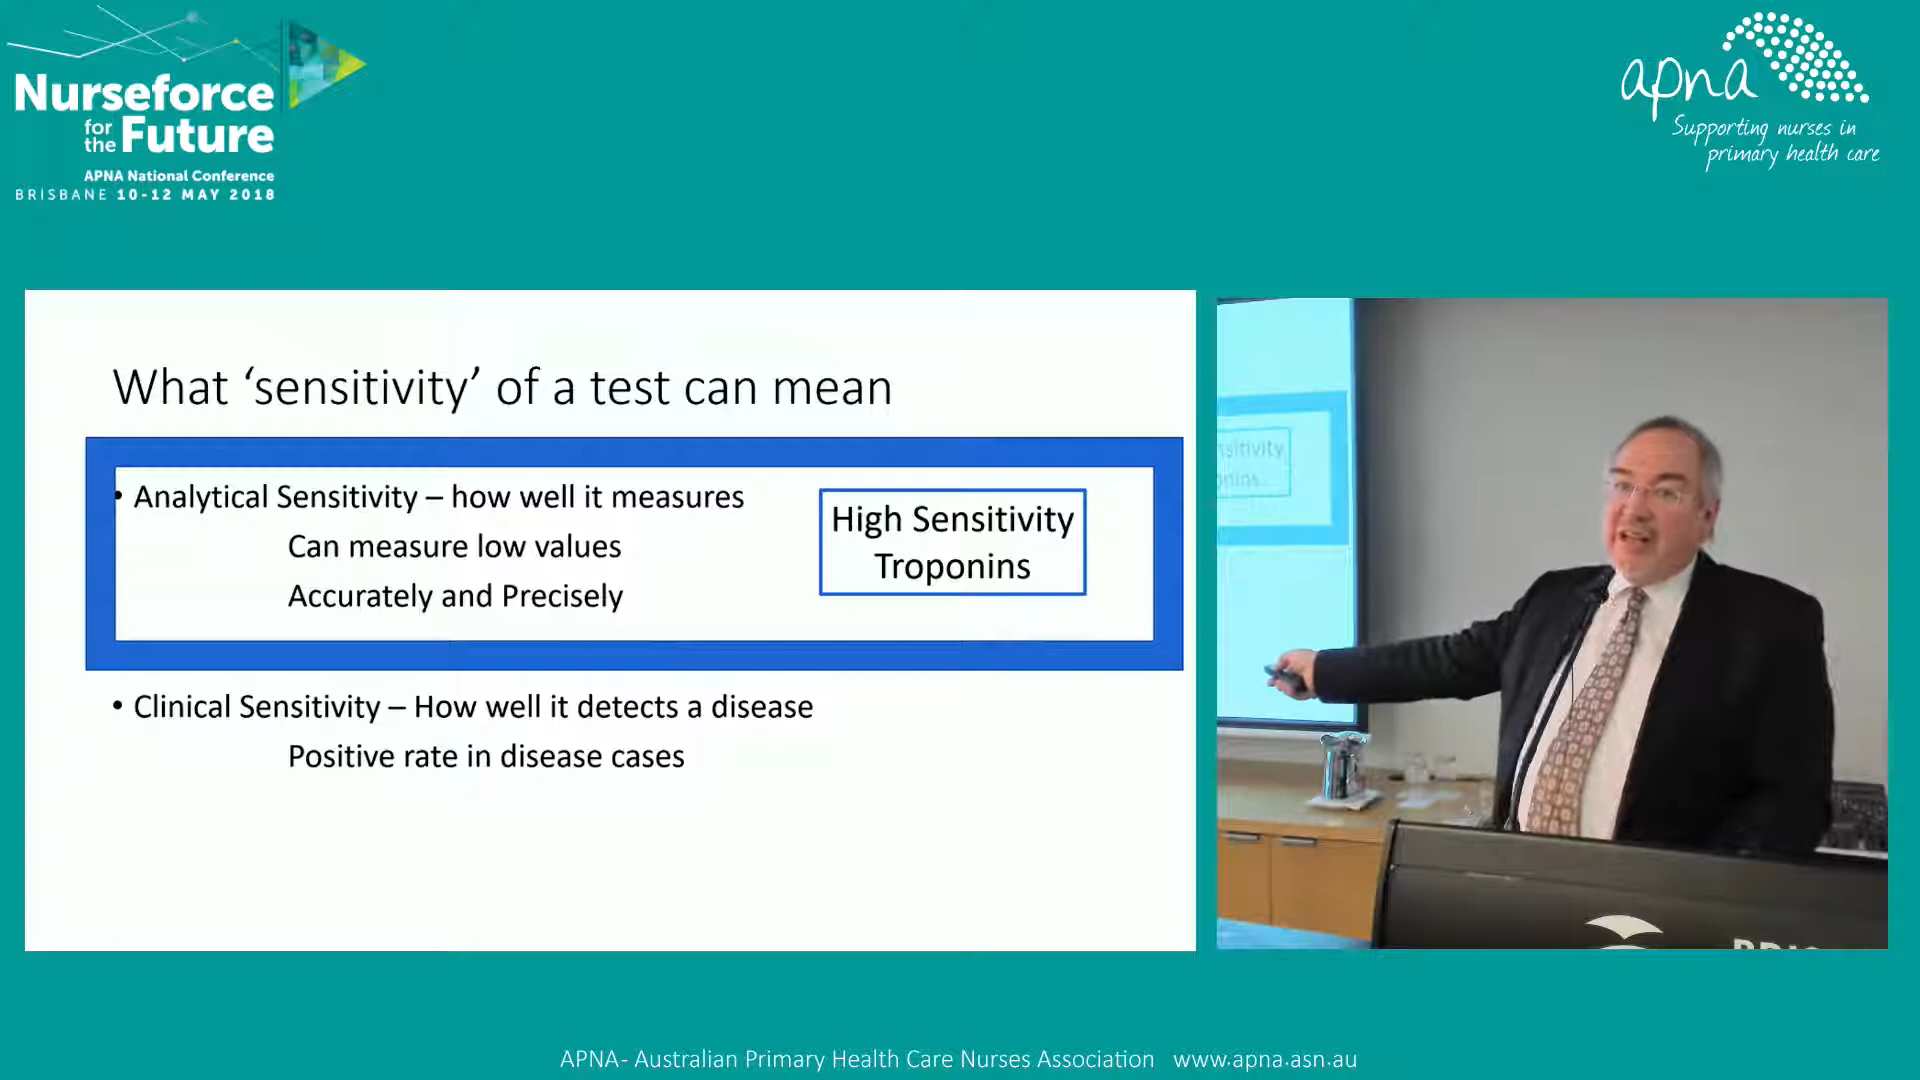 Nurseforce
for the Future
APNA National Conference
BRISBANE 10-12 MAY 2018
apna
Supporting nurses in
primary health care
What ‘sensitivity’ of a test can mean
• Analytical Sensitivity – how well it measures
Can measure low values
Accurately and Precisely
High Sensitivity
Troponins
• Clinical Sensitivity – How well it detects a disease
Positive rate in disease cases
APNA- Australian Primary Health Care Nurses Association www.apna.asn.au